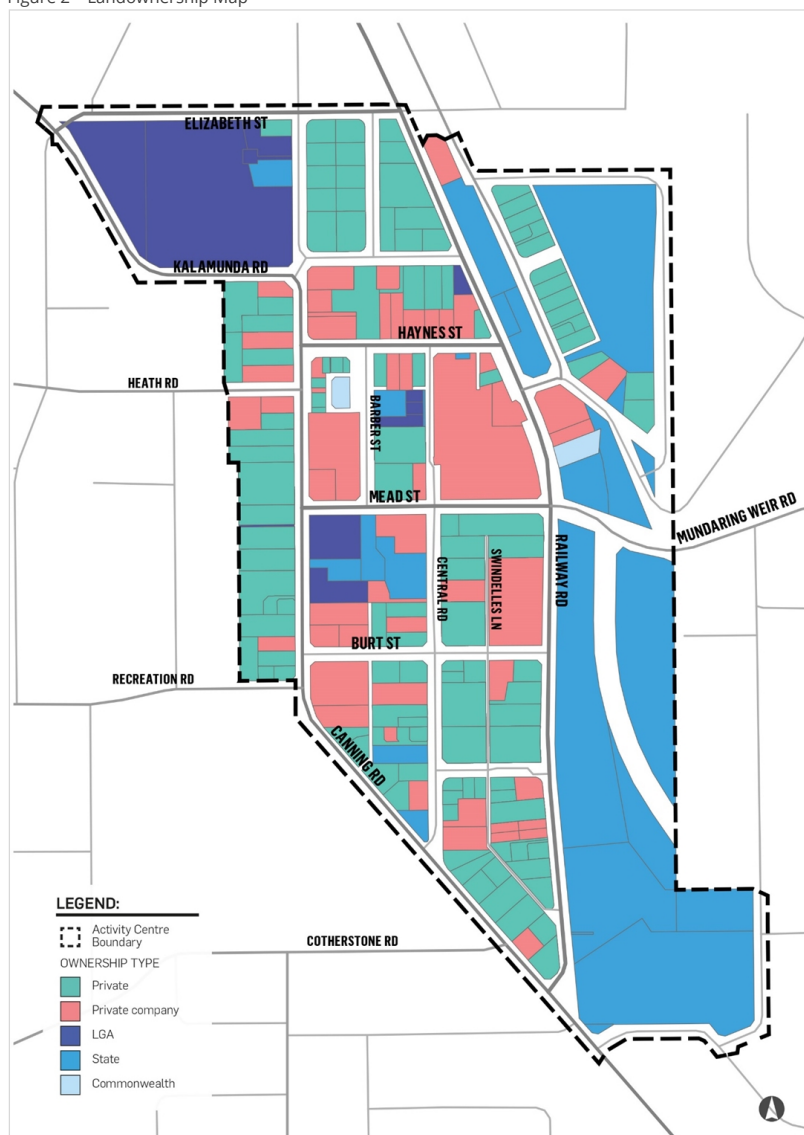 Figure 2 – Landownership Map
ELIZABETH ST
KALAMUNDA RD
HAYNES ST
HEATH RD
BARBER ST
MEAD ST
MUNDARING WEIR RD
RAILWAY RD
SWINDELLES LN
CENTRAL RD
BURT ST
RECREATION RD
CANNING RD
COTHERSTONE RD
LEGEND:
Activity Centre
Boundary
OWNERSHIP TYPE
Private
Private company
LGA
State
Commonwealth